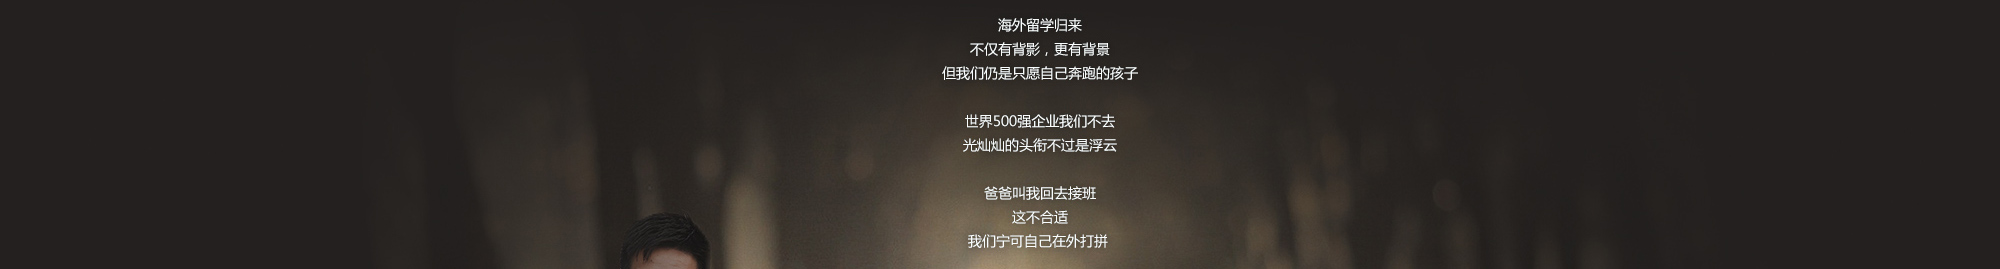 海外留学归来
不仅有背影，更有背景
但我们仍是只愿自己奔跑的孩子
世界500强企业我们不去
光灿灿的头衔不过是浮云
爸爸叫我回去接班
这不合适
我们宁可自己在外打拼